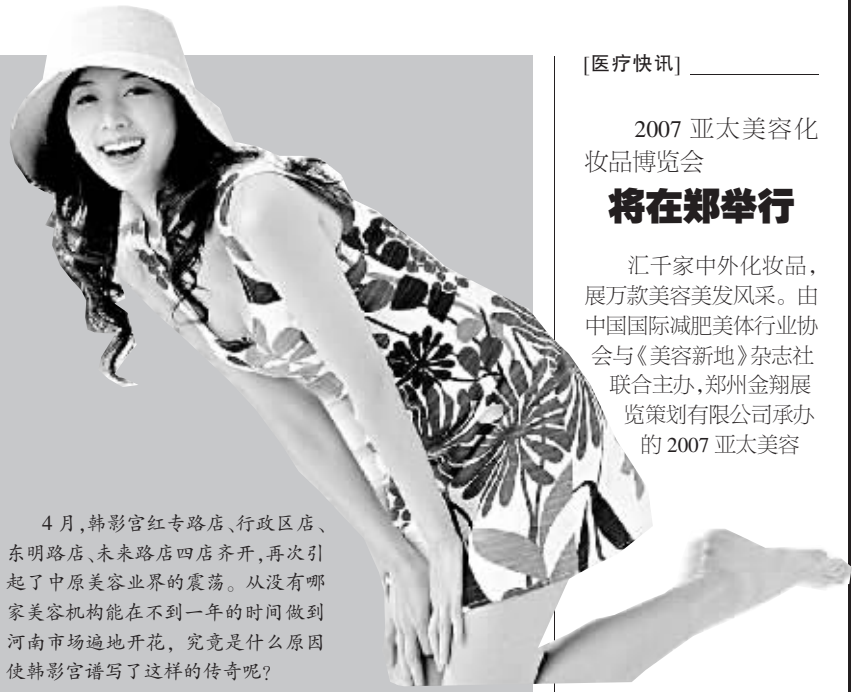 [医疗快讯]
2007 亚太美容化
妆品博览会
将在郑举行
汇千家中外化妆品，
展万款美容美发风采。由
中国国际减肥美体行业协
会与《美容新地》杂志社
联合主办，郑州金翔展
览策划有限公司承办
的 2007 亚太美容
4 月，韩影宫红专路店、行政区店、
东明路店、未来路店四店齐开，再次引
起了中原美容业界的震荡。从没有哪
家美容机构能在不到一年的时间做到
河南市场遍地开花，究竟是什么原因
使韩影宫谱写了这样的传奇呢？